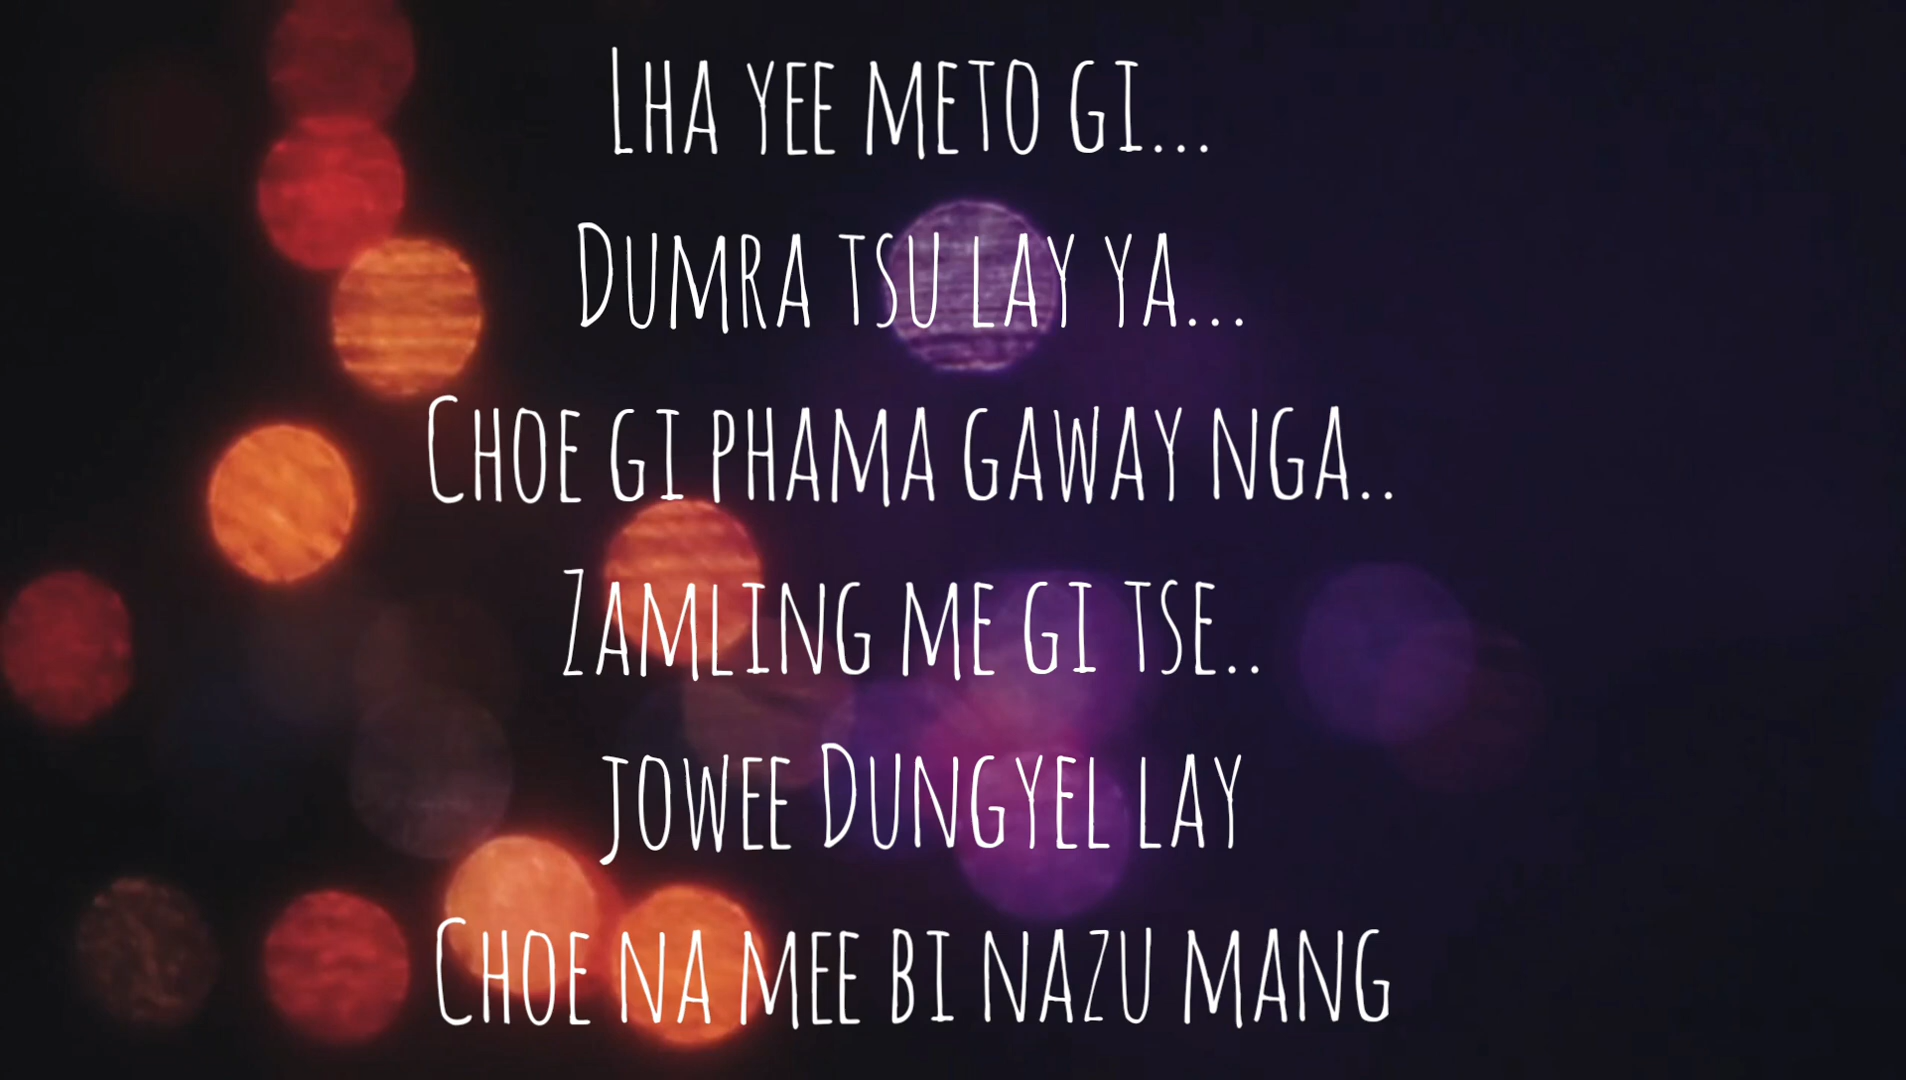 Lha yee meto gi...
Dumra tsu lay ya...
Choe gi phama gaway nga..
Zamling me gi tse..
jowee Dungyel lay
Choe na mee bi nazu mang